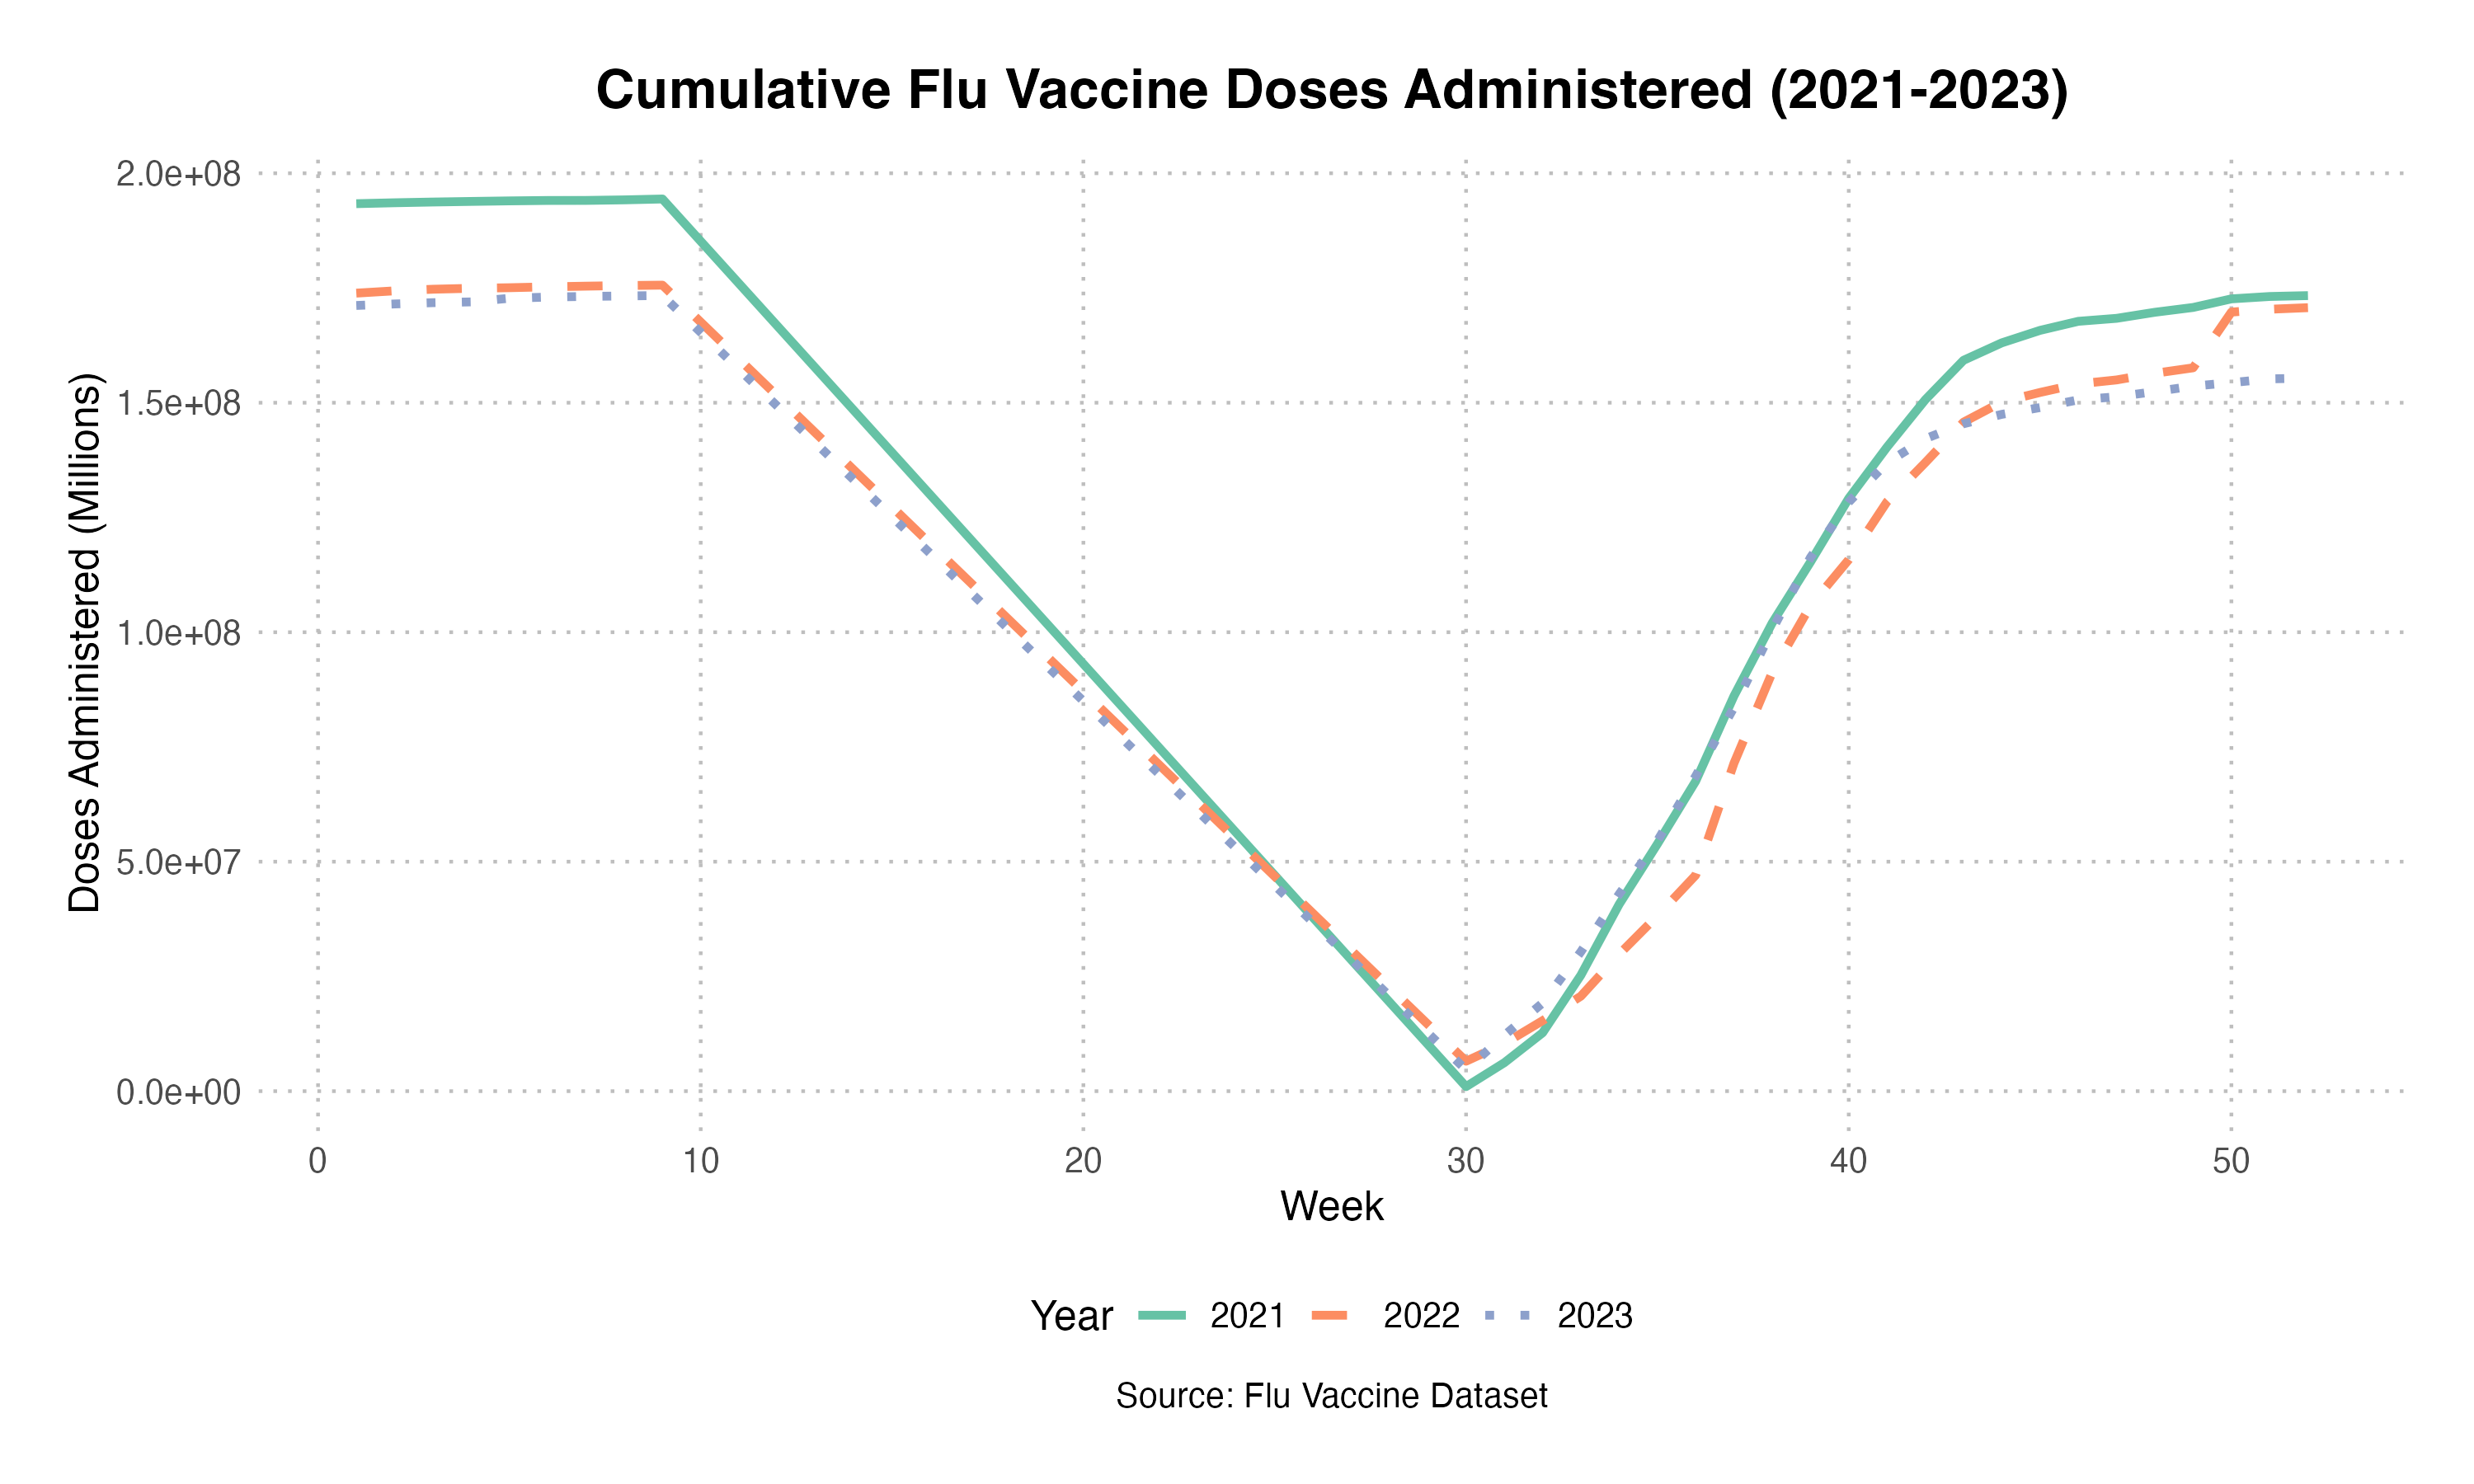 Cumulative Flu Vaccine Doses Administered (2021-2023)
Doses Administered (Millions)
2.0e+08
1.5e+08
1.0e+08
5.0e+07
0.0e+00
0 10 20 30 40 50
Week
Year 2021 2022 2023
Source: Flu Vaccine Dataset